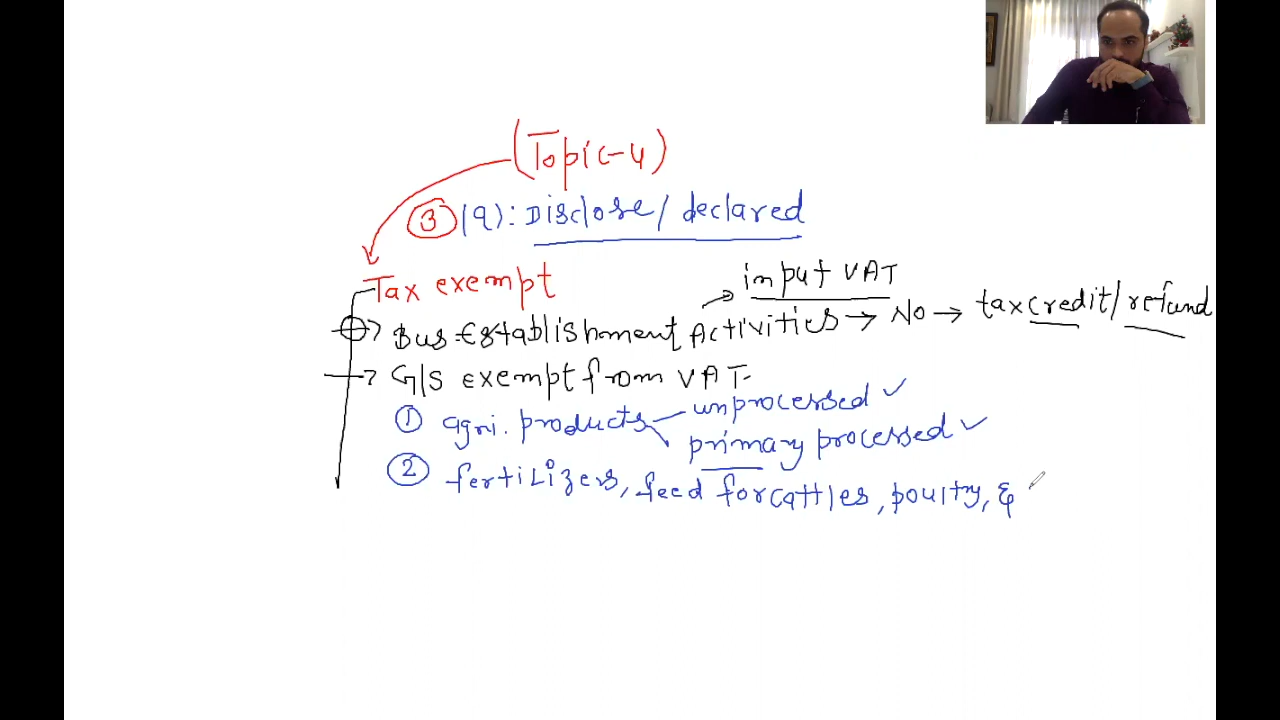 (Topic-4)
③ (9): Disclose/declared
Tax exempt
input VAT
Bus. Establishment Activities → No → tax credit/refund
→ G/S exempt from VAT
① agri. products unprocessed ✓
primary processed ✓
② fertilizers, feed for cattles, poultry, &